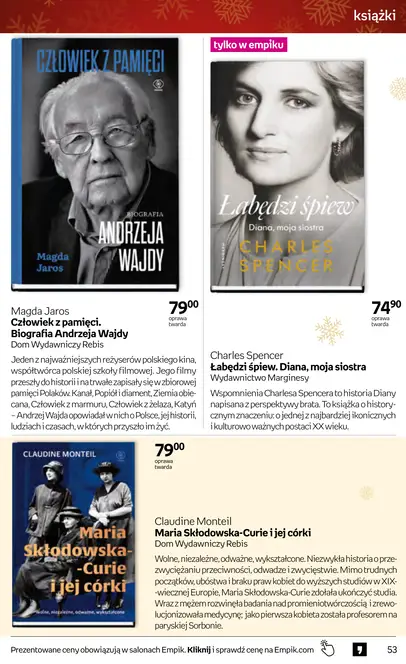 książki
tylko w empiku
CZŁOWIEK Z PAMIĘCI
BIOGRAFIA
ANDRZEJA
WAJDY
Magda
Jaros
Łabędzi śpiew
Diana, moja siostra
CHARLES
SPENCER
Magda Jaros
Człowiek z pamięci.
Biografia Andrzeja Wajdy
Dom Wydawniczy Rebis
7900
oprawa
twarda
Jeden z najważniejszych reżyserów polskiego kina,
współtwórca polskiej szkoły filmowej. Jego filmy
przeszły do historii i na trwałe zapisały się w zbiorowej
pamięci Polaków. Kanał, Popiół i diament, Ziemia obie-
cana, Człowiek z marmuru, Człowiek z żelaza, Katyń
– Andrzej Wajda opowiadał w nich o Polsce, jej historii,
ludziach i czasach, w których przyszło im żyć.
7490
oprawa
twarda
Charles Spencer
Łabędzi śpiew. Diana, moja siostra
Wydawnictwo Marginesy
Wspomnienia Charlesa Spencera to historia Diany
napisana z perspektywy brata. To książka o history-
cznym znaczeniu: o jednej z najbardziej ikonicznych
i kulturowo ważnych postaci XX wieku.
CLAUDINE MONTEIL
Maria
Skłodowska-
-Curie
i jej córki
Wolne, niezależne, odważne, wykształcone
7900
oprawa
twarda
Claudine Monteil
Maria Skłodowska-Curie i jej córki
Dom Wydawniczy Rebis
Wolne, niezależne, odważne, wykształcone. Niezwykła historia o prze-
zwyciężaniu przeciwności, odwadze i zwycięstwie. Mimo trudnych
początków, ubóstwa i braku praw kobiet do wyższych studiów w XIX-
-wiecznej Europie, Maria Skłodowska-Curie zdołała ukończyć studia.
Wraz z mężem rozwinęła badania nad promieniotwórczością i zrewo-
lucjonizowała medycynę; jako pierwsza kobieta została profesorem na
paryskiej Sorbonie.
Prezentowane ceny obowiązują w salonach Empik. Kliknij i sprawdź cenę na Empik.com
53